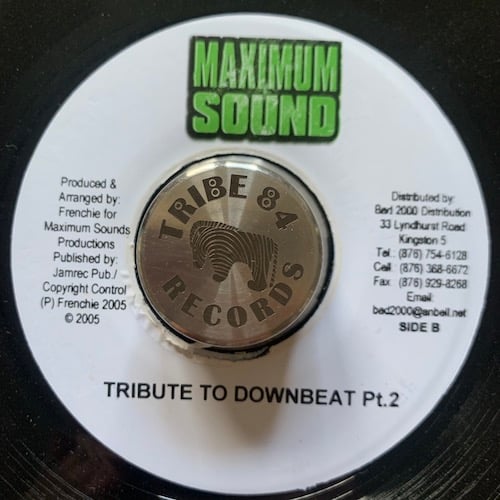 MAXIMUM
SOUND
Produced &
Arranged by:
Frenchie for
Maximum Sounds
Productions
Published by:
Jamrec Pub./
Copyright Control
(P) Frenchie 2005
© 2005
TRIBE 84
RECORDS
Distributed by:
Bad 2000 Distribution
33 Lyndhurst Road
Kingston 5
Tel.: (876) 754-6128
Cell: (876) 368-6672
Fax: (876) 929-8268
Email:
bad2000@anbell.net
SIDE B
TRIBUTE TO DOWNBEAT Pt.2